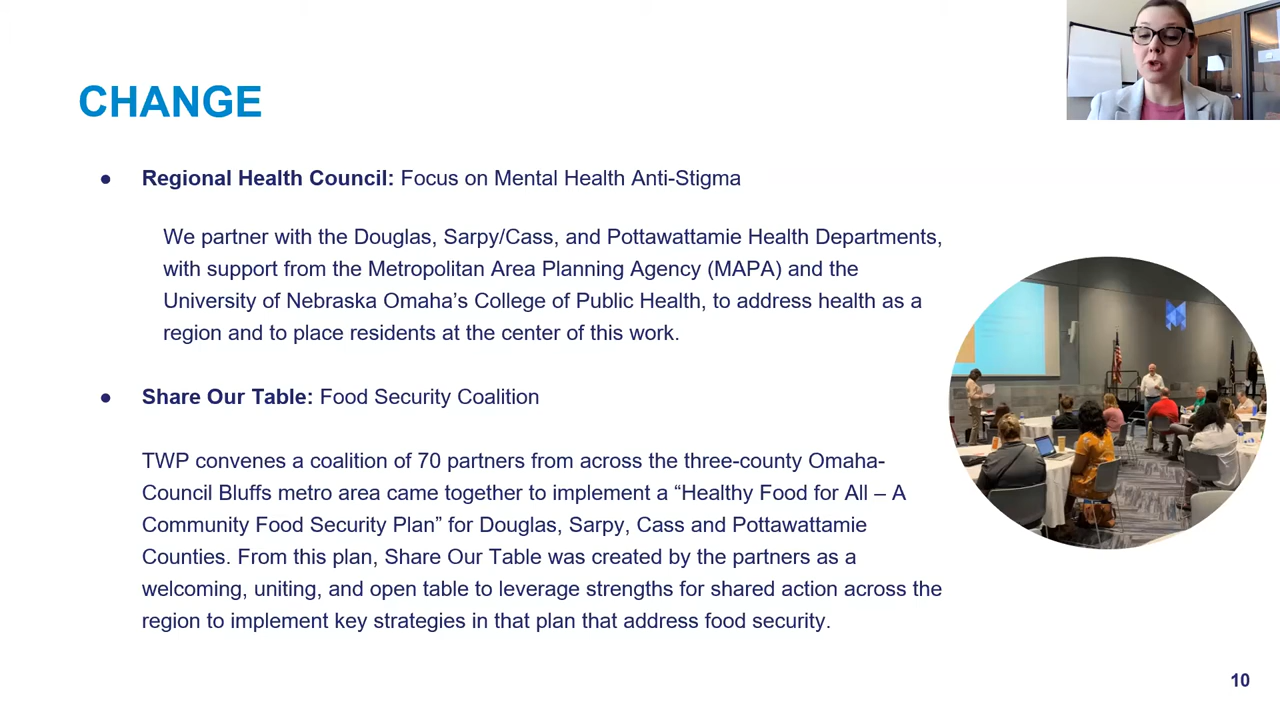 CHANGE
● Regional Health Council: Focus on Mental Health Anti-Stigma
We partner with the Douglas, Sarpy/Cass, and Pottawattamie Health Departments,
with support from the Metropolitan Area Planning Agency (MAPA) and the
University of Nebraska Omaha’s College of Public Health, to address health as a
region and to place residents at the center of this work.
● Share Our Table: Food Security Coalition
TWP convenes a coalition of 70 partners from across the three-county Omaha-
Council Bluffs metro area came together to implement a “Healthy Food for All – A
Community Food Security Plan” for Douglas, Sarpy, Cass and Pottawattamie
Counties. From this plan, Share Our Table was created by the partners as a
welcoming, uniting, and open table to leverage strengths for shared action across the
region to implement key strategies in that plan that address food security.
10